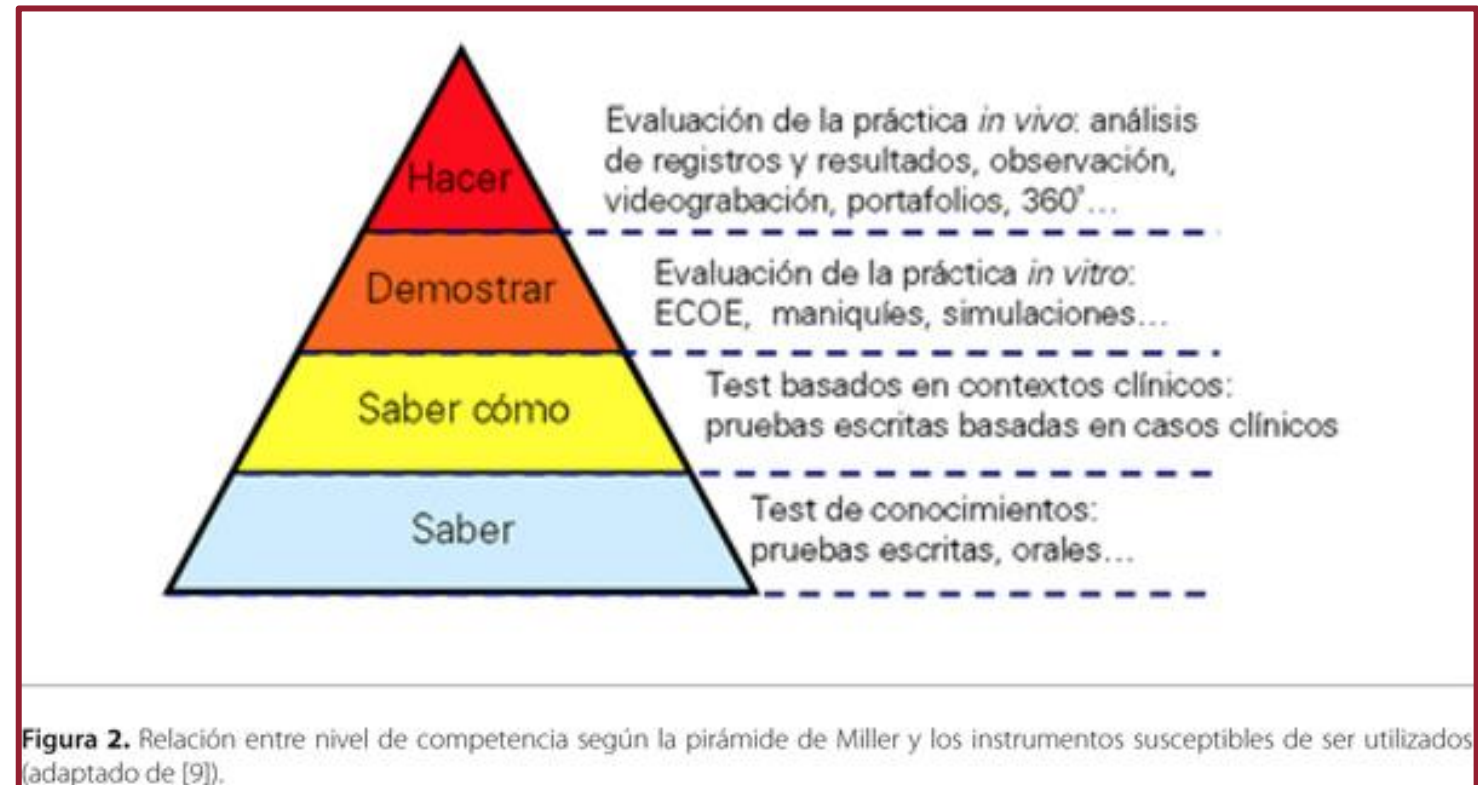 Hacer
Evaluación de la práctica in vivo: análisis
de registros y resultados, observación,
videograbación, portafolios, 360°...
Demostrar
Evaluación de la práctica in vitro:
ECOE, maniquíes, simulaciones...
Saber cómo
Test basados en contextos clínicos:
pruebas escritas basadas en casos clínicos
Saber
Test de conocimientos:
pruebas escritas, orales...
Figura 2. Relación entre nivel de competencia según la pirámide de Miller y los instrumentos susceptibles de ser utilizados
(adaptado de [9]).